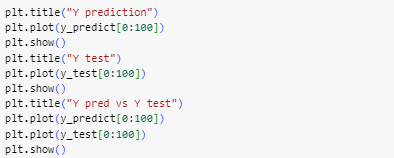 plt.title("Y prediction")
plt.plot(y_predict[0:100])
plt.show()
plt.title("Y test")
plt.plot(y_test[0:100])
plt.show()
plt.title("Y pred vs Y test")
plt.plot(y_predict[0:100])
plt.plot(y_test[0:100])
plt.show()